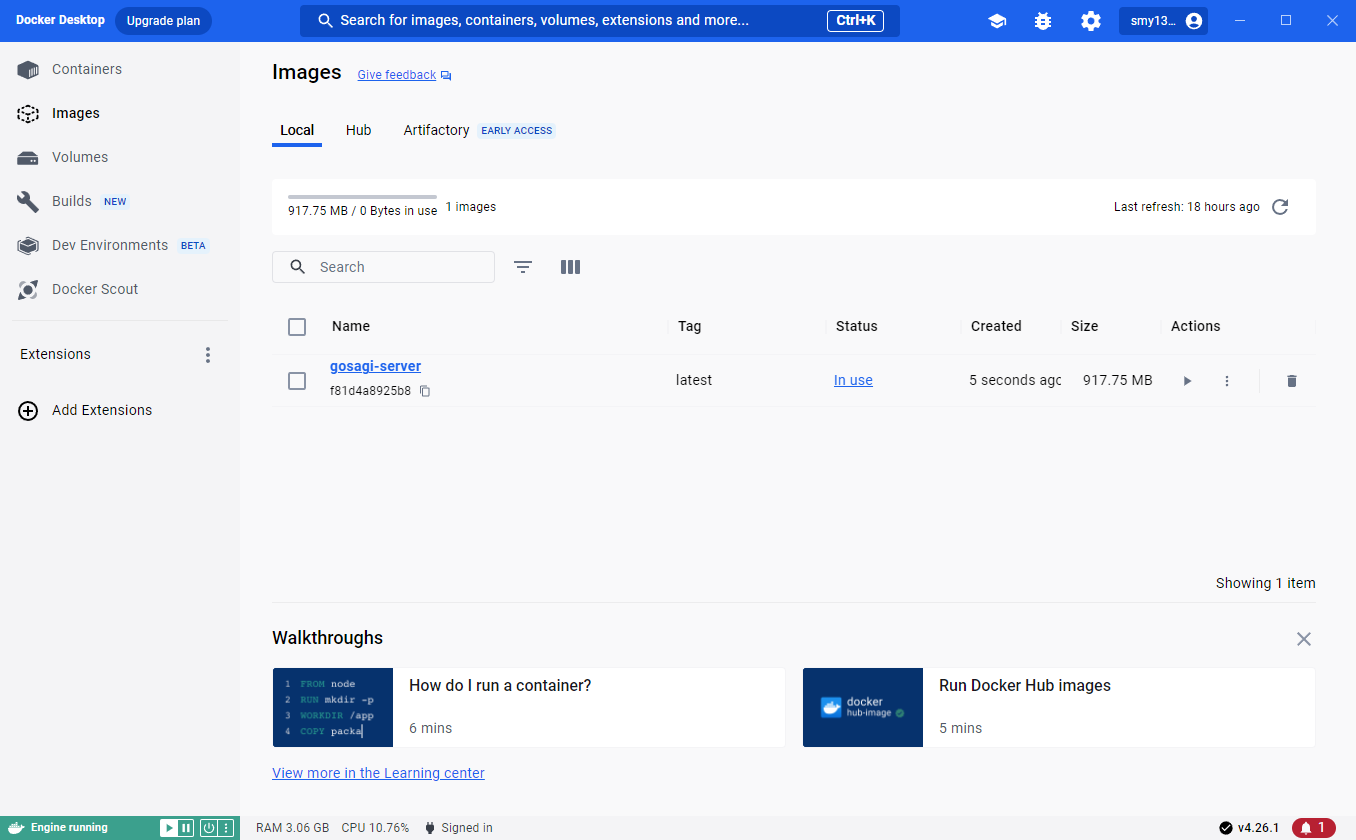 Docker Desktop Upgrade plan Search for images, containers, volumes, extensions and more... Ctrl+K smy13...
Containers
Images
Volumes
Builds NEW
Dev Environments BETA
Docker Scout
Extensions
Add Extensions
Images Give feedback
Local Hub Artifactory EARLY ACCESS
917.75 MB / 0 Bytes in use 1 images Last refresh: 18 hours ago
Search
Name Tag Status Created Size Actions
gosagi-server latest In use 5 seconds ago 917.75 MB
f81d4a8925b8
Showing 1 item
Walkthroughs
1 FROM node
2 RUN mkdir -p
3 WORKDIR /app
4 COPY packa
How do I run a container?
6 mins
docker
hub-image
Run Docker Hub images
5 mins
View more in the Learning center
Engine running RAM 3.06 GB CPU 10.76% Signed in v4.26.1 1